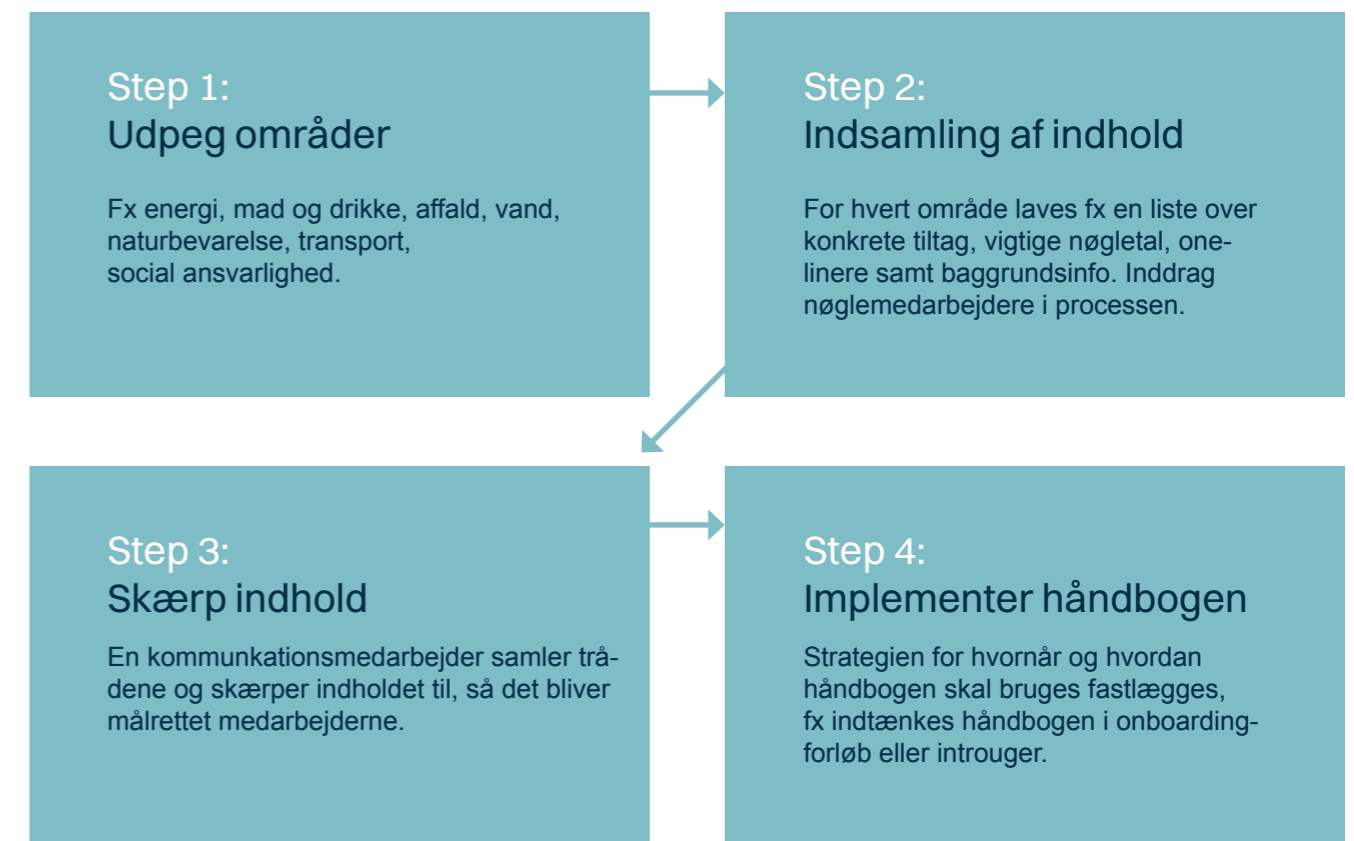 Step 1:
Udpeg områder
Fx energi, mad og drikke, affald, vand,
naturbevarelse, transport,
social ansvarlighed.
Step 2:
Indsamling af indhold
For hvert område laves fx en liste over
konkrete tiltag, vigtige nøgletal, one-
linere samt baggrundsinfo. Inddrag
nøglemedarbejdere i processen.
Step 3:
Skærp indhold
En kommunkationsmedarbejder samler trå-
dene og skærper indholdet til, så det bliver
målrettet medarbejderne.
Step 4:
Implementer håndbogen
Strategien for hvornår og hvordan
håndbogen skal bruges fastlægges,
fx indtænkes håndbogen i onboarding-
forløb eller introuger.